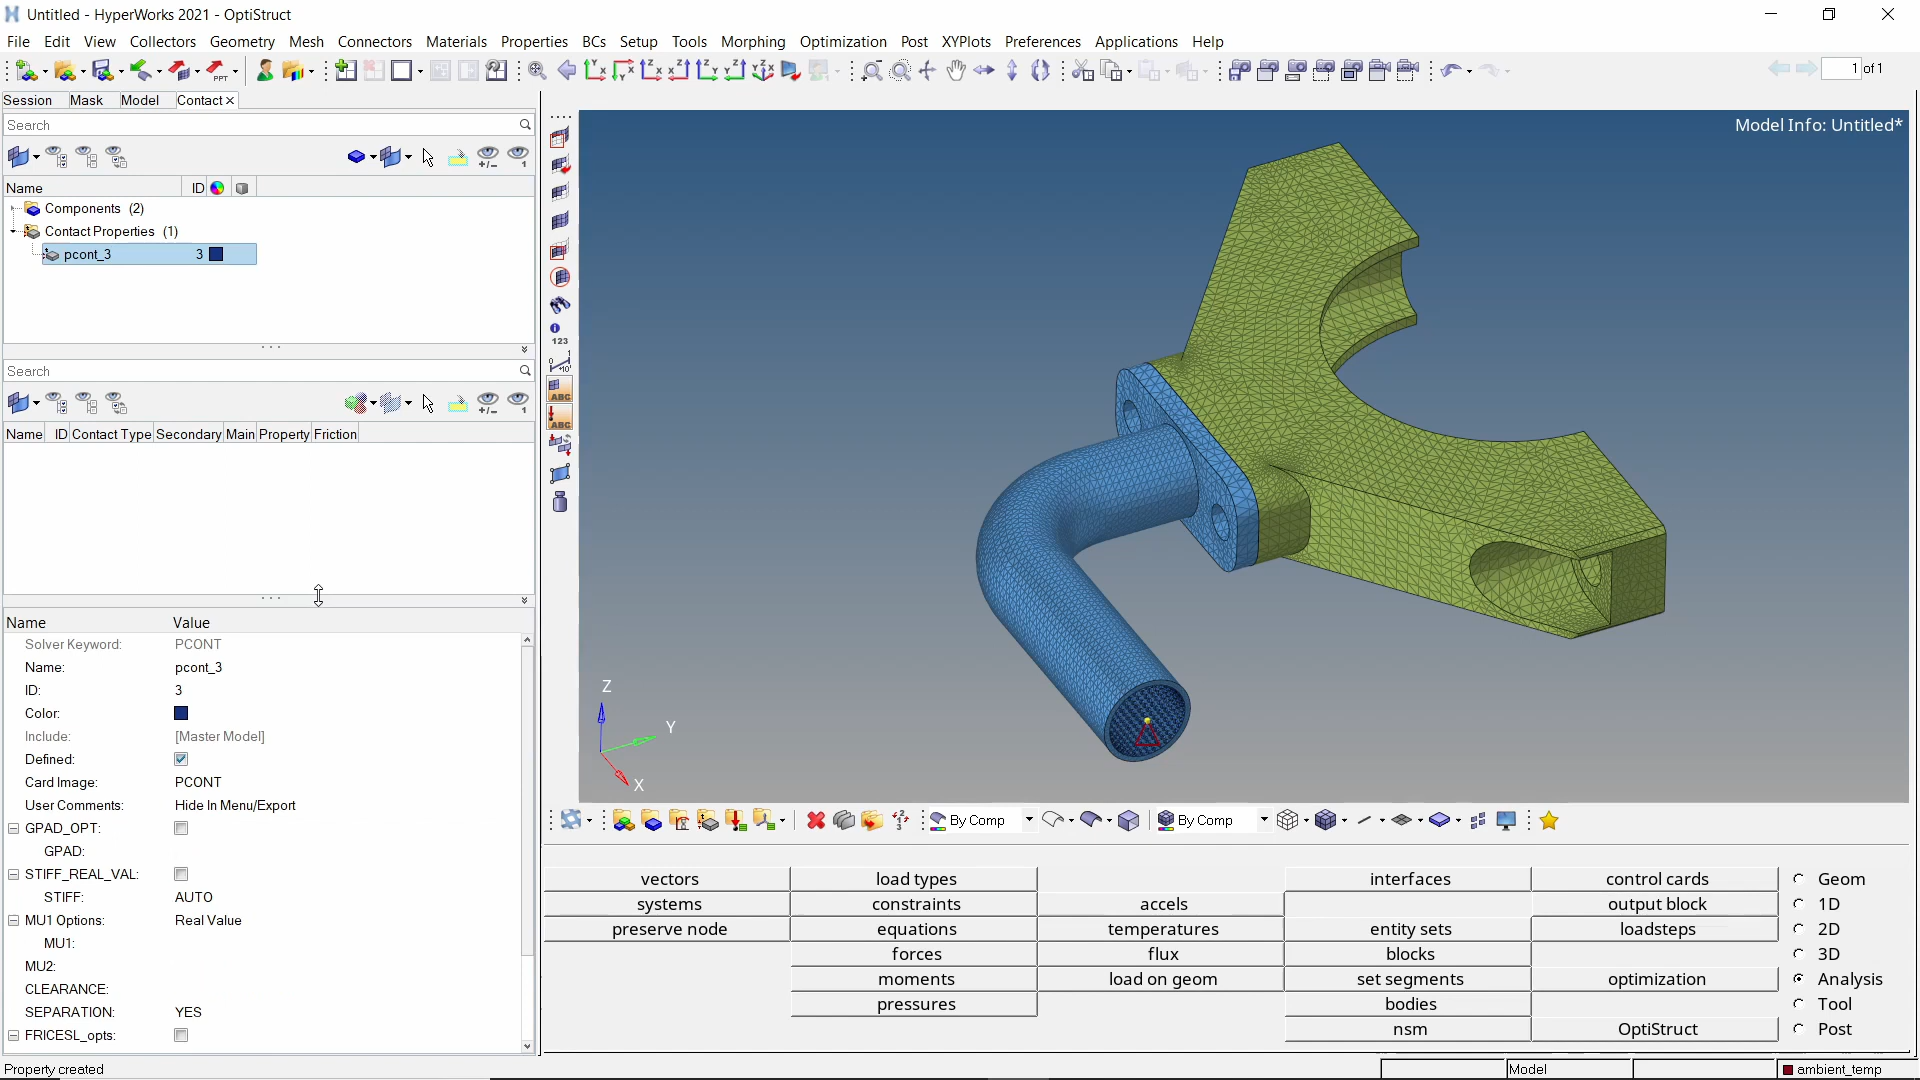 Untitled - HyperWorks 2021 - OptiStruct
File Edit View Collectors Geometry Mesh Connectors Materials Properties BCs Setup Tools Morphing Optimization Post XYPlots Preferences Applications Help
1 of 1
Session Mask Model Contact
Search
Model Info: Untitled*
Name ID
Components (2)
Contact Properties (1)
pcont_3 3
Search
Name ID Contact Type Secondary Main Property Friction
Name Value
Solver Keyword: PCONT
Name: pcont_3
ID: 3
Color:
Include: [Master Model]
Defined:
Card Image: PCONT
User Comments: Hide In Menu/Export
GPAD_OPT:
GPAD:
STIFF_REAL_VAL:
STIFF: AUTO
MU1 Options: Real Value
MU1:
MU2:
CLEARANCE:
SEPARATION: YES
FRICESL_opts:
Z
Y
X
By Comp By Comp
vectors load types interfaces control cards Geom
systems constraints accels output block 1D
preserve node equations temperatures entity sets loadsteps 2D
forces flux blocks 3D
moments load on geom set segments optimization Analysis
pressures bodies Tool
nsm OptiStruct Post
Property created Model ambient_temp